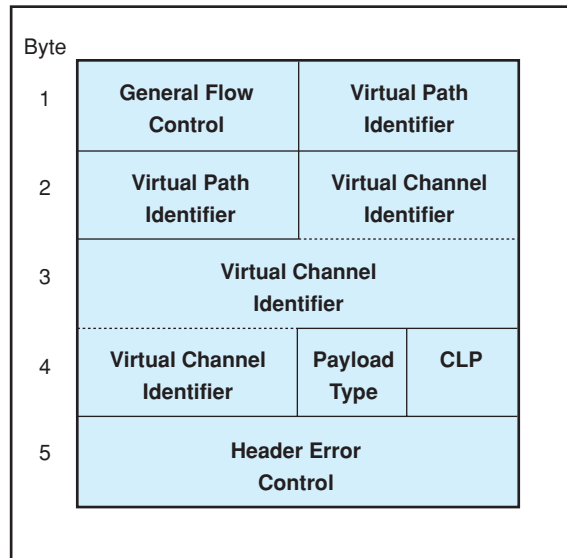 Byte
1
General Flow
Control
Virtual Path
Identifier
2
Virtual Path
Identifier
Virtual Channel
Identifier
3
Virtual Channel
Identifier
4
Virtual Channel
Identifier
Payload
Type
CLP
5
Header Error
Control